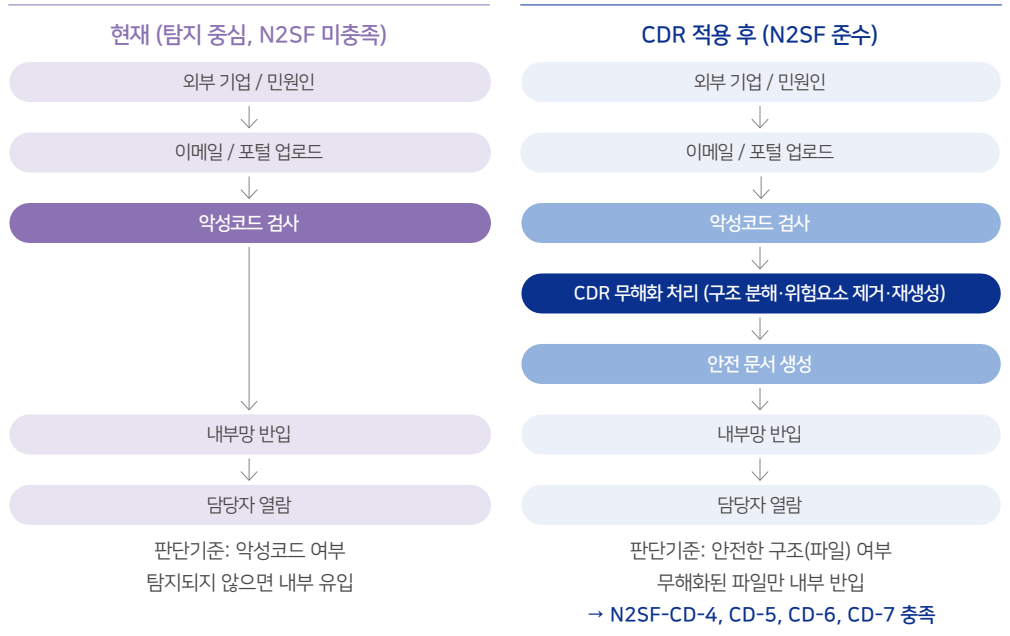 현재 (탐지 중심, N2SF 미충족)
외부 기업 / 민원인
이메일 / 포털 업로드
악성코드 검사
내부망 반입
담당자 열람
판단기준: 악성코드 여부
탐지되지 않으면 내부 유입
CDR 적용 후 (N2SF 준수)
외부 기업 / 민원인
이메일 / 포털 업로드
악성코드 검사
CDR 무해화 처리 (구조 분해·위험요소 제거·재생성)
안전 문서 생성
내부망 반입
담당자 열람
판단기준: 안전한 구조(파일) 여부
무해화된 파일만 내부 반입
→ N2SF-CD-4, CD-5, CD-6, CD-7 충족